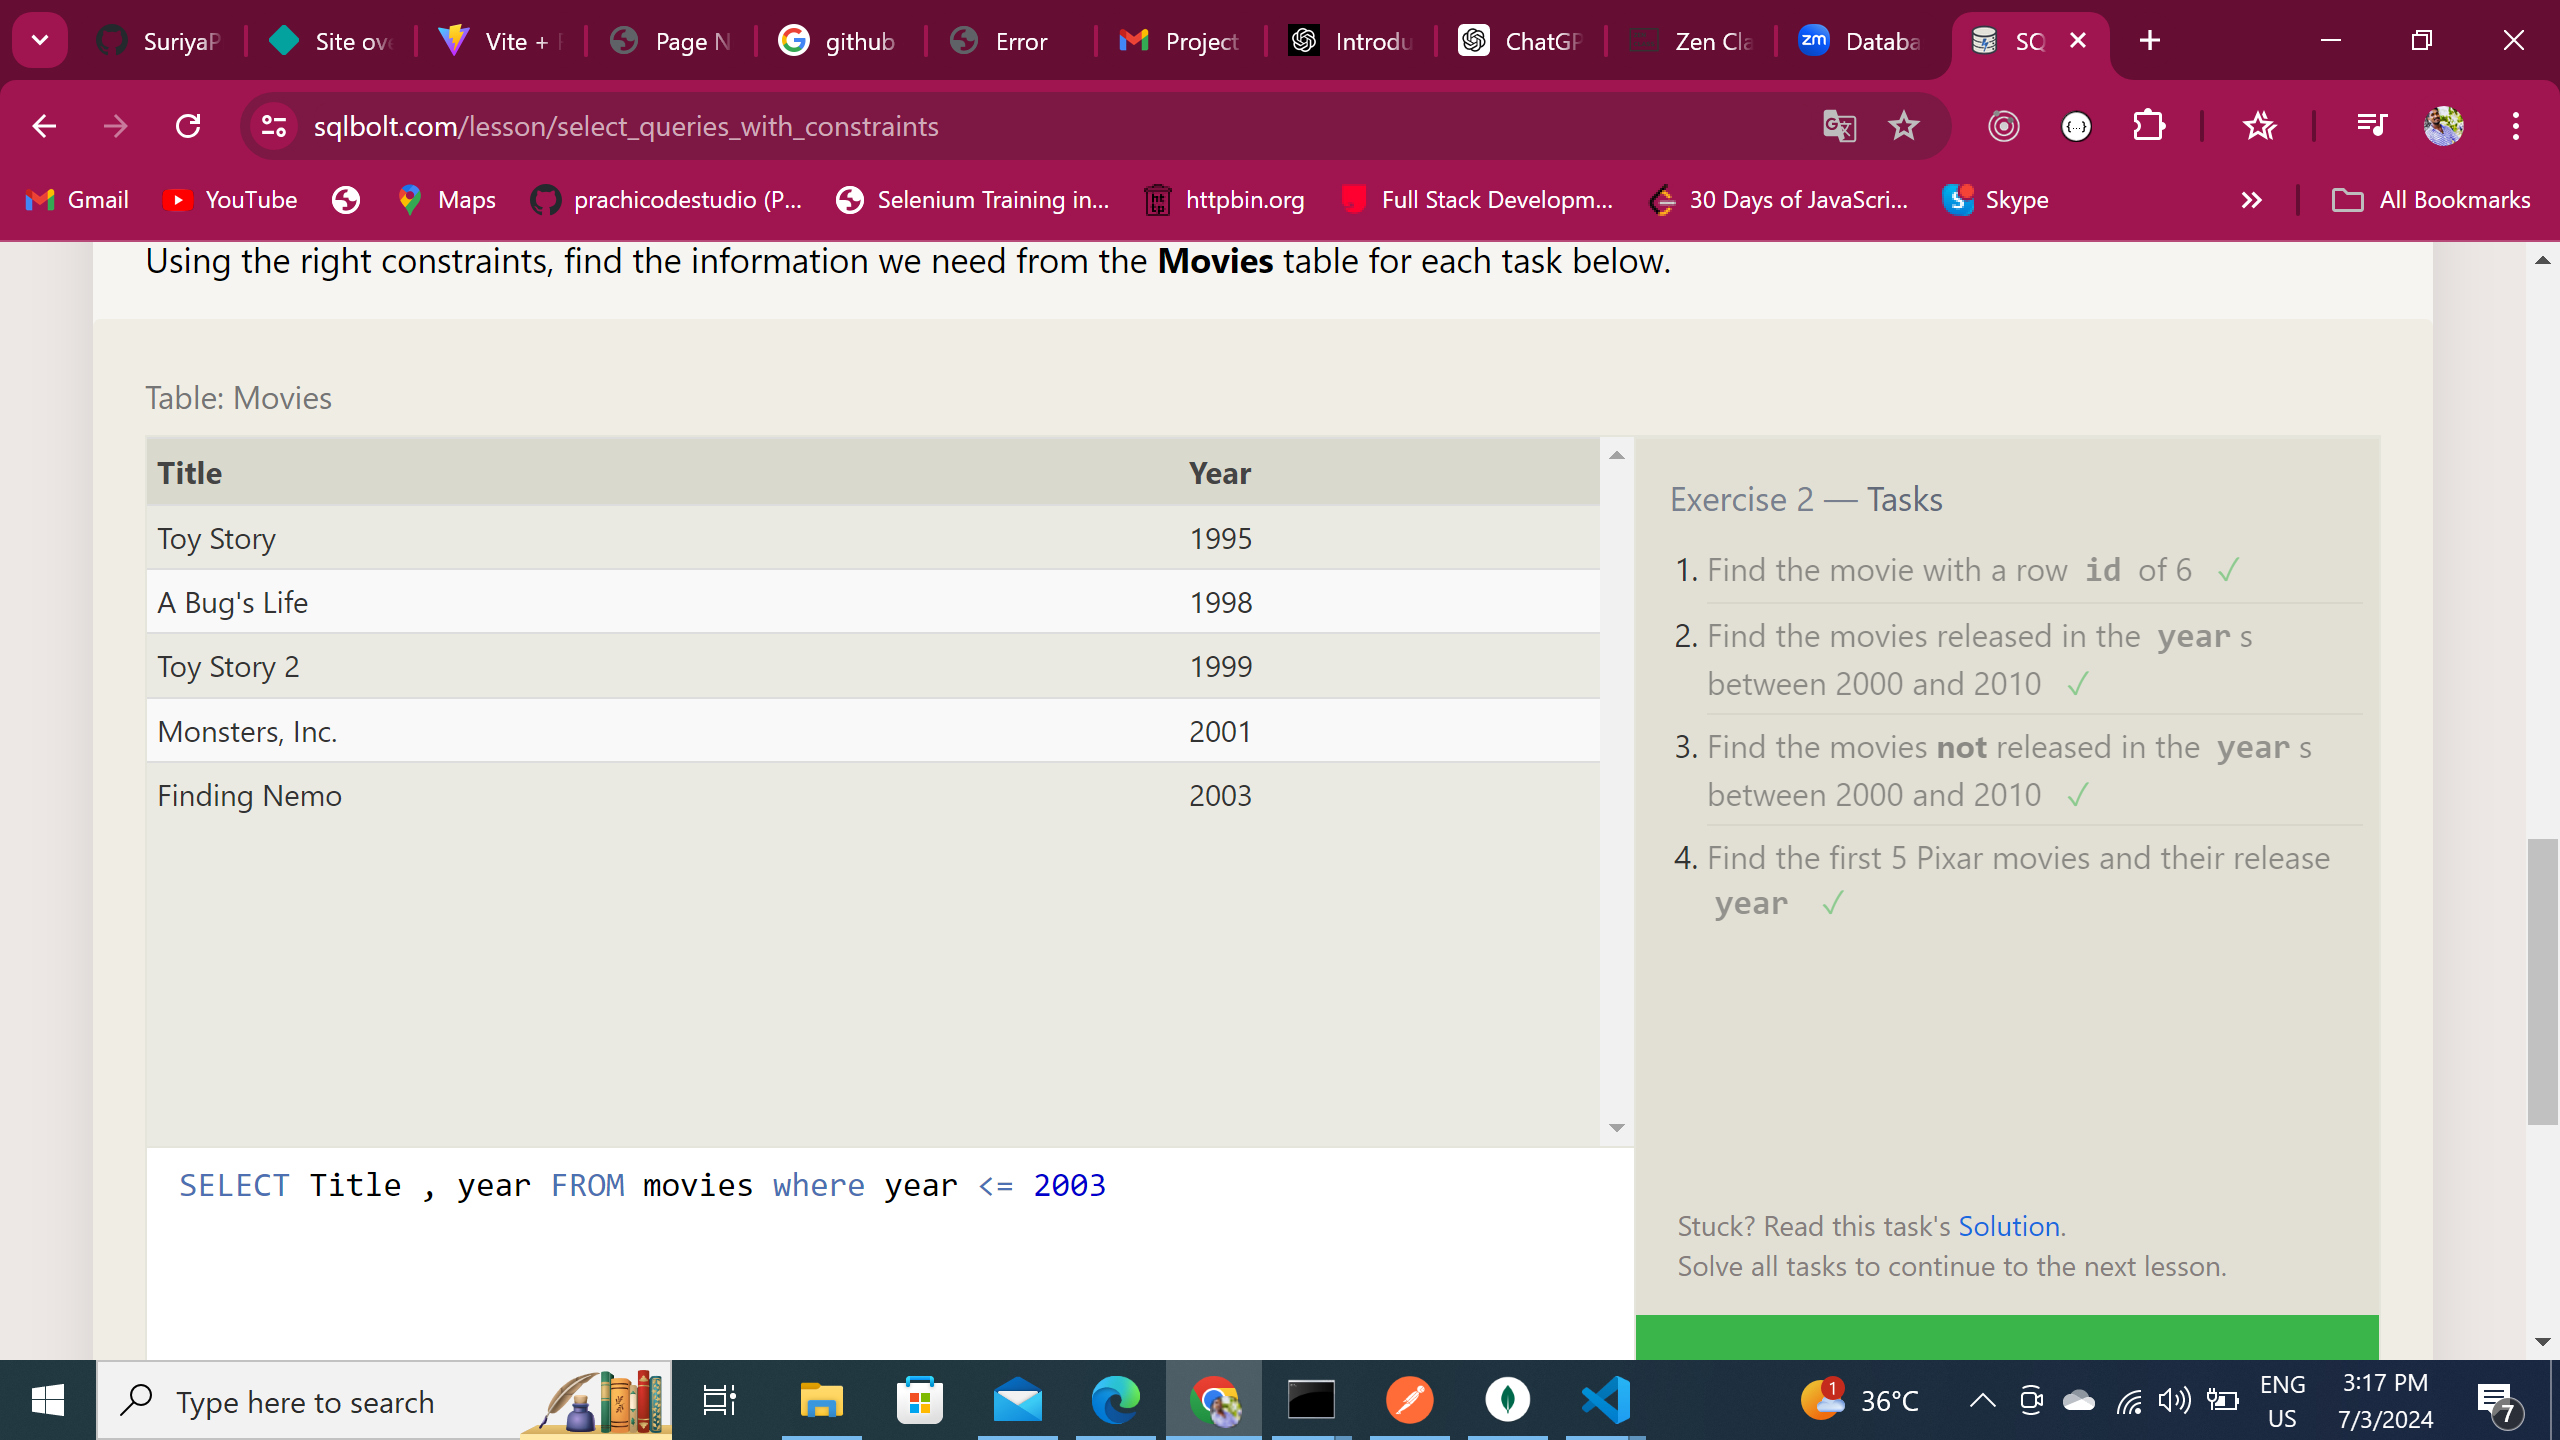 SuriyaP
Site ove
Vite +
Page N
github
Error
Project
Introdu
ChatGP
Zen Cla
zm Databa
SQ
sqlbolt.com/lesson/select_queries_with_constraints
Gmail
YouTube
Maps
prachicodestudio (P...
Selenium Training in...
httpbin.org
Full Stack Developm...
30 Days of JavaScri...
Skype
All Bookmarks
Using the right constraints, find the information we need from the Movies table for each task below.
Table: Movies
Title Year
Toy Story 1995
A Bug's Life 1998
Toy Story 2 1999
Monsters, Inc. 2001
Finding Nemo 2003
SELECT Title , year FROM movies where year <= 2003
Exercise 2 — Tasks
1. Find the movie with a row id of 6 ✓
2. Find the movies released in the year s
between 2000 and 2010 ✓
3. Find the movies not released in the year s
between 2000 and 2010 ✓
4. Find the first 5 Pixar movies and their release
year ✓
Stuck? Read this task's Solution.
Solve all tasks to continue to the next lesson.
Type here to search
1
36°C
ENG
US
3:17 PM
7/3/2024
7